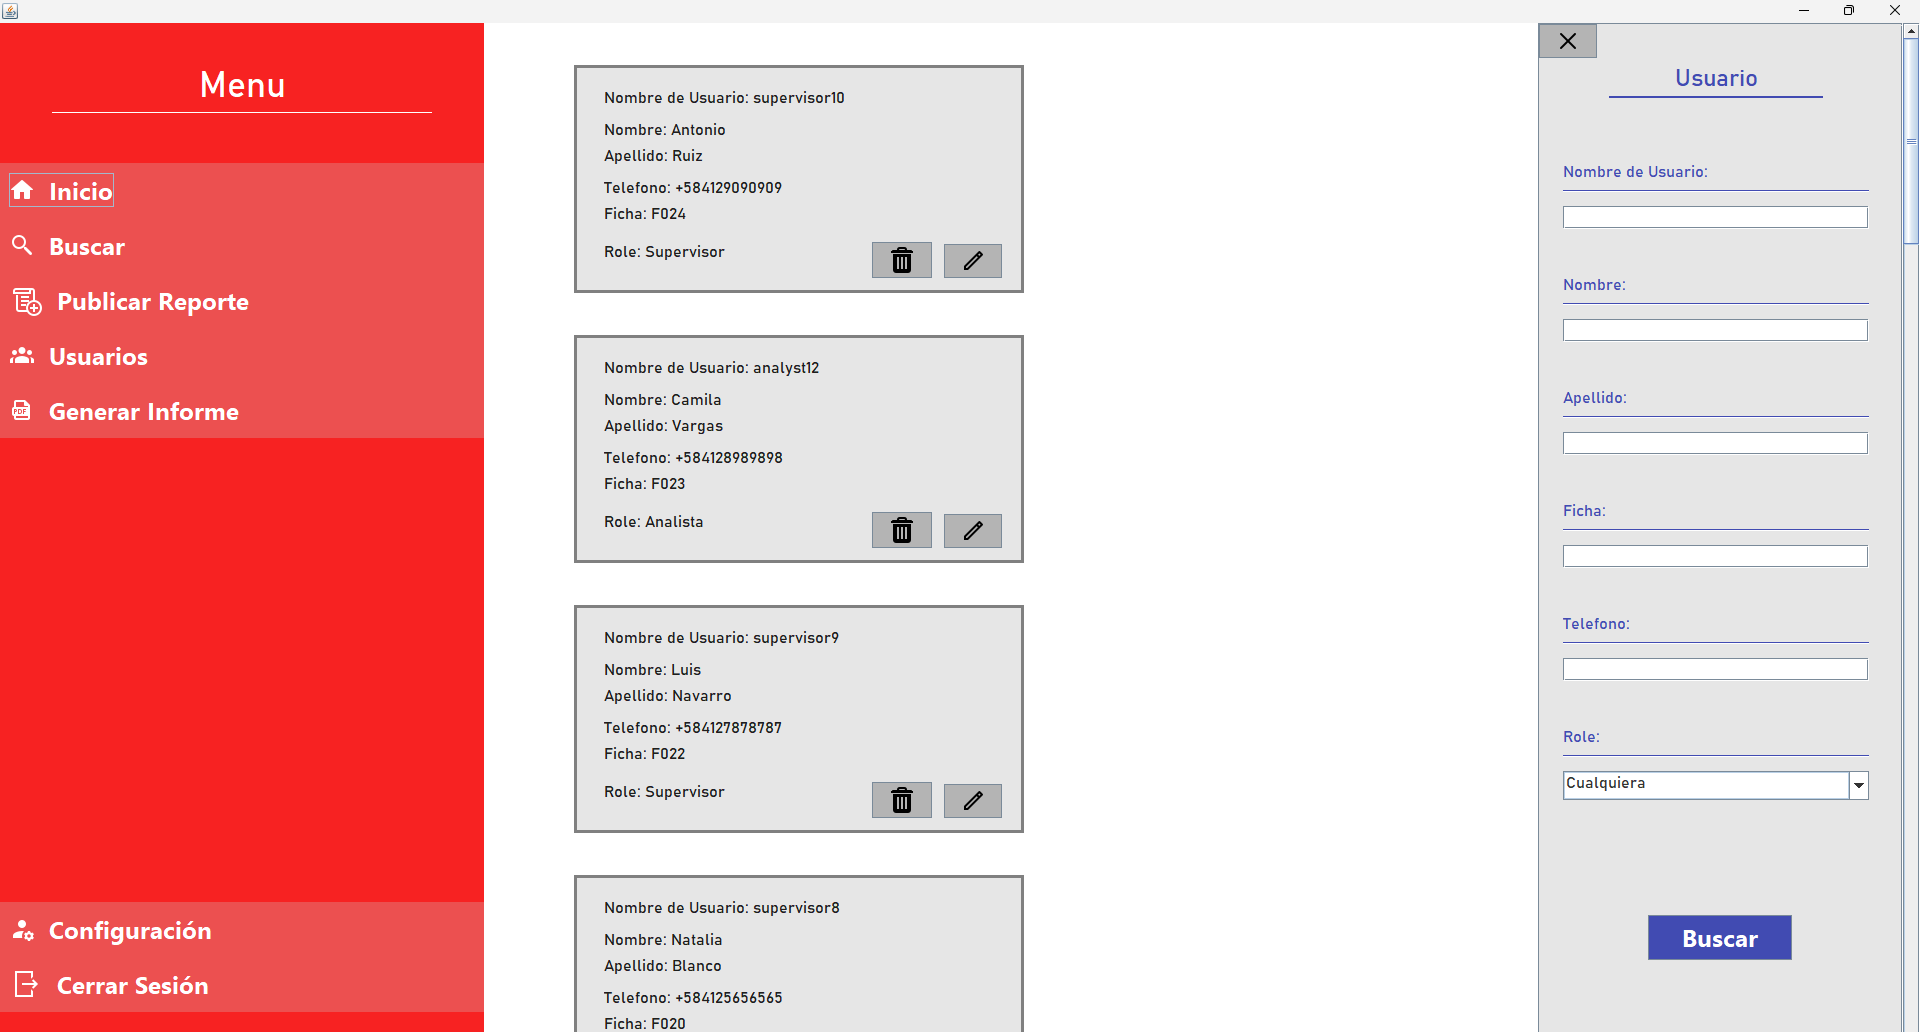 Menu
Inicio
Buscar
Publicar Reporte
Usuarios
PDF
Generar Informe
Configuración
Cerrar Sesión
Nombre de Usuario: supervisor10
Nombre: Antonio
Apellido: Ruiz
Telefono: +584129090909
Ficha: F024
Role: Supervisor
Nombre de Usuario: analyst12
Nombre: Camila
Apellido: Vargas
Telefono: +584128989898
Ficha: F023
Role: Analista
Nombre de Usuario: supervisor9
Nombre: Luis
Apellido: Navarro
Telefono: +584127878787
Ficha: F022
Role: Supervisor
Nombre de Usuario: supervisor8
Nombre: Natalia
Apellido: Blanco
Telefono: +584125656565
Ficha: F020
Usuario
Nombre de Usuario:
Nombre:
Apellido:
Ficha:
Telefono:
Role:
Cualquiera
Buscar